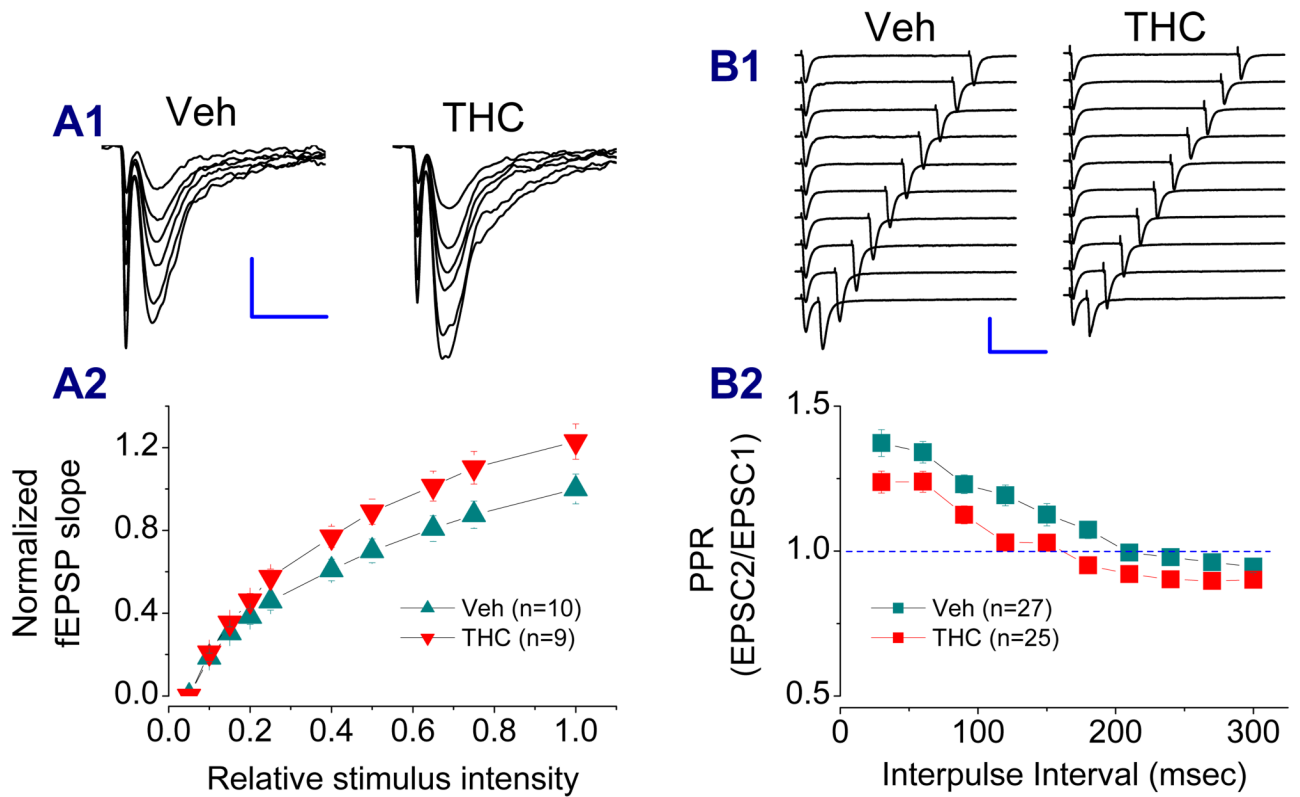 A1
Veh
THC
B1
Veh
THC
A2
Normalized
fEPSP slope
1.2
0.8
0.4
0.0
Veh (n=10)
THC (n=9)
0.0 0.2 0.4 0.6 0.8 1.0
Relative stimulus intensity
B2
PPR
(EPSC2/EPSC1)
1.5
1.0
0.5
Veh (n=27)
THC (n=25)
0 100 200 300
Interpulse Interval (msec)